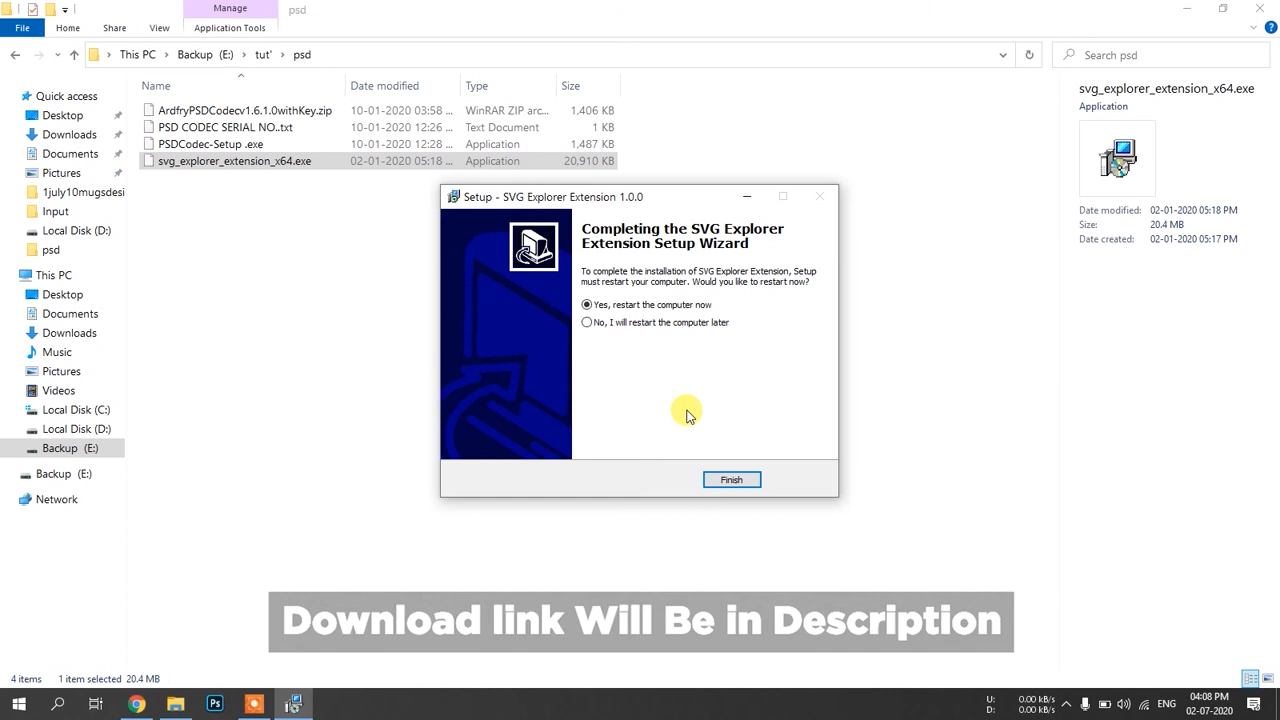 Manage
psd
File
Home
Share
View
Application Tools
This PC
Backup (E:)
tut'
psd
Search psd
Name
Date modified
Type
Size
ArdfryPSDCodecv1.6.1.0withKey.zip
10-01-2020 03:58 ...
WinRAR ZIP arc...
1,406 KB
PSD CODEC SERIAL NO..txt
10-01-2020 12:26 ...
Text Document
1 KB
PSDCodec-Setup .exe
10-01-2020 12:28 ...
Application
1,487 KB
svg_explorer_extension_x64.exe
02-01-2020 05:18 ...
Application
20,910 KB
Quick access
Desktop
Downloads
Documents
Pictures
1july10mugsdesi
Input
Local Disk (D:)
psd
This PC
Desktop
Documents
Downloads
Music
Pictures
Videos
Local Disk (C:)
Local Disk (D:)
Backup (E:)
Backup (E:)
Network
Setup - SVG Explorer Extension 1.0.0
Completing the SVG Explorer
Extension Setup Wizard
To complete the installation of SVG Explorer Extension, Setup
must restart your computer. Would you like to restart now?
Yes, restart the computer now
No, I will restart the computer later
Finish
svg_explorer_extension_x64.exe
Application
Date modified: 02-01-2020 05:18 PM
Size: 20.4 MB
Date created: 02-01-2020 05:17 PM
Download link Will Be in Description
4 items
1 item selected 20.4 MB
Ps
U: 0.00 kB/s
D: 0.00 kB/s
ENG
04:08 PM
02-07-2020